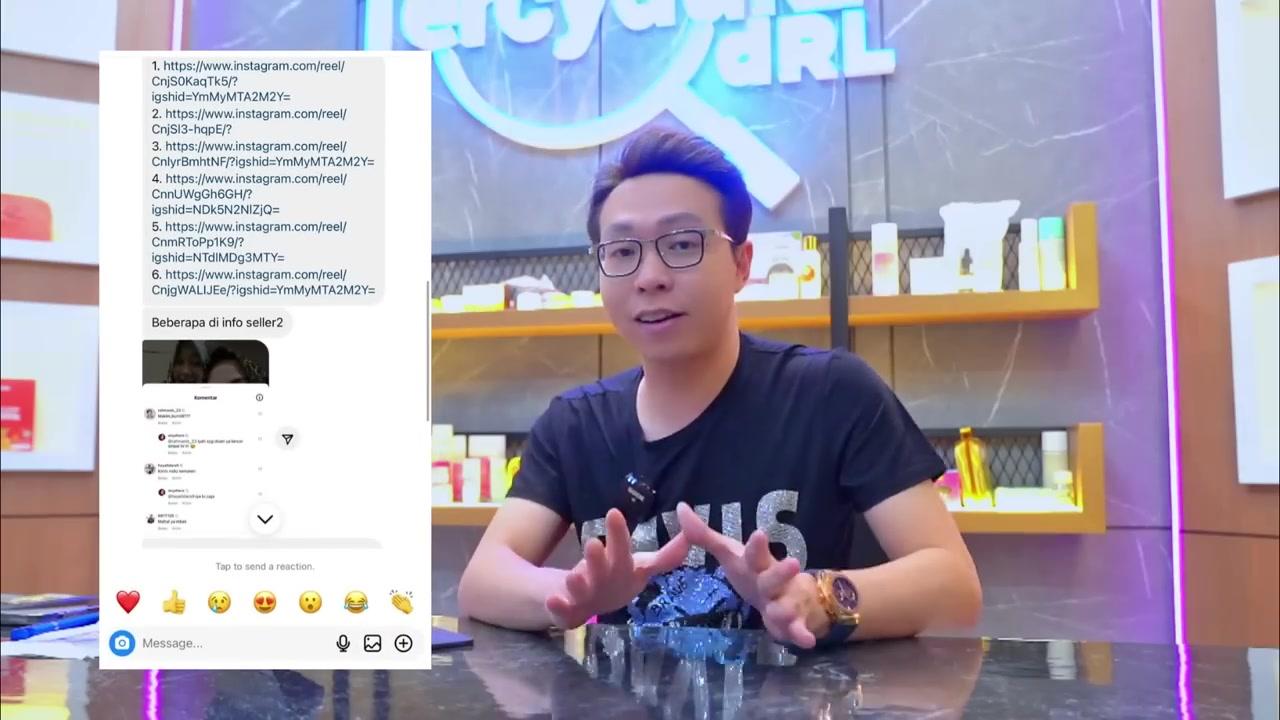 ercyduk
dRL
1. https://www.instagram.com/reel/
CnjS0KaqTk5/?
igshid=YmMyMTA2M2Y=
2. https://www.instagram.com/reel/
CnjSl3-hqpE/?
3. https://www.instagram.com/reel/
CnlyrBmhtNF/?igshid=YmMyMTA2M2Y=
4. https://www.instagram.com/reel/
CnnUWgGh6GH/?
igshid=NDk5N2NlZjQ=
5. https://www.instagram.com/reel/
CnmRToPp1K9/?
igshid=NTdlMDg3MTY=
6. https://www.instagram.com/reel/
CnjgWALIJEe/?igshid=YmMyMTA2M2Y=
Beberapa di info seller2
Komentar
Tap to send a reaction.
Message...